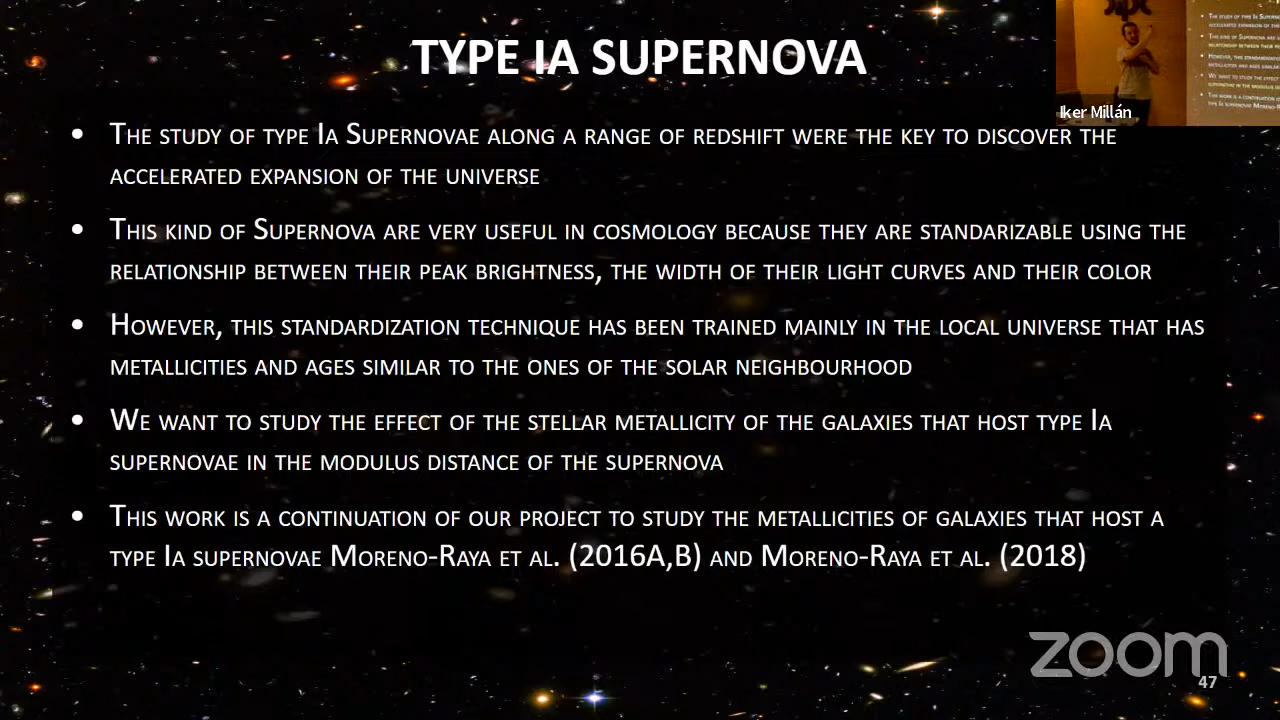 TYPE IA SUPERNOVA
Iker Millán
• THE STUDY OF TYPE Ia SUPERNOVAE ALONG A RANGE OF REDSHIFT WERE THE KEY TO DISCOVER THE
ACCELERATED EXPANSION OF THE UNIVERSE
• THIS KIND OF SUPERNOVA ARE VERY USEFUL IN COSMOLOGY BECAUSE THEY ARE STANDARIZABLE USING THE
RELATIONSHIP BETWEEN THEIR PEAK BRIGHTNESS, THE WIDTH OF THEIR LIGHT CURVES AND THEIR COLOR
• HOWEVER, THIS STANDARDIZATION TECHNIQUE HAS BEEN TRAINED MAINLY IN THE LOCAL UNIVERSE THAT HAS
METALLICITIES AND AGES SIMILAR TO THE ONES OF THE SOLAR NEIGHBOURHOOD
• WE WANT TO STUDY THE EFFECT OF THE STELLAR METALLICITY OF THE GALAXIES THAT HOST TYPE Ia
SUPERNOVAE IN THE MODULUS DISTANCE OF THE SUPERNOVA
• THIS WORK IS A CONTINUATION OF OUR PROJECT TO STUDY THE METALLICITIES OF GALAXIES THAT HOST A
TYPE Ia SUPERNOVAE MORENO-RAYA ET AL. (2016A,B) AND MORENO-RAYA ET AL. (2018)
zoom
47